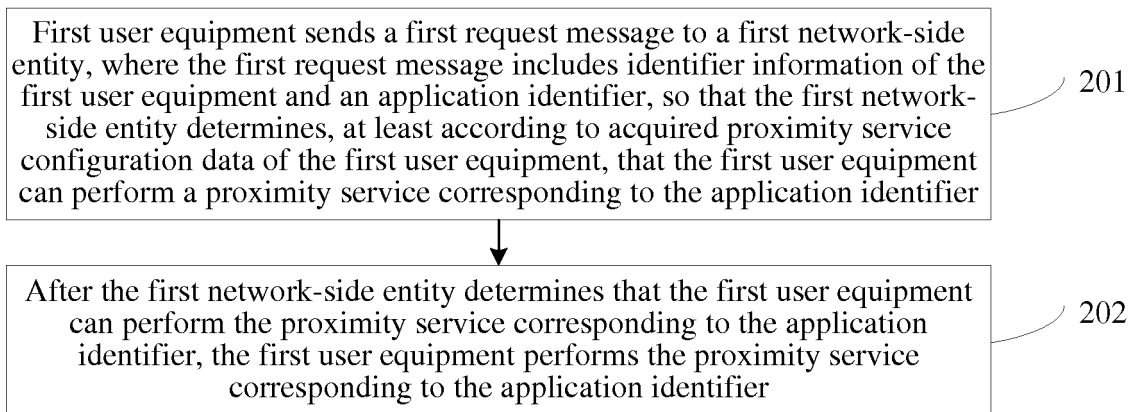 First user equipment sends a first request message to a first network-side
entity, where the first request message includes identifier information of the
first user equipment and an application identifier, so that the first network-
side entity determines, at least according to acquired proximity service
configuration data of the first user equipment, that the first user equipment
can perform a proximity service corresponding to the application identifier
201
After the first network-side entity determines that the first user equipment
can perform the proximity service corresponding to the application
identifier, the first user equipment performs the proximity service
corresponding to the application identifier
202